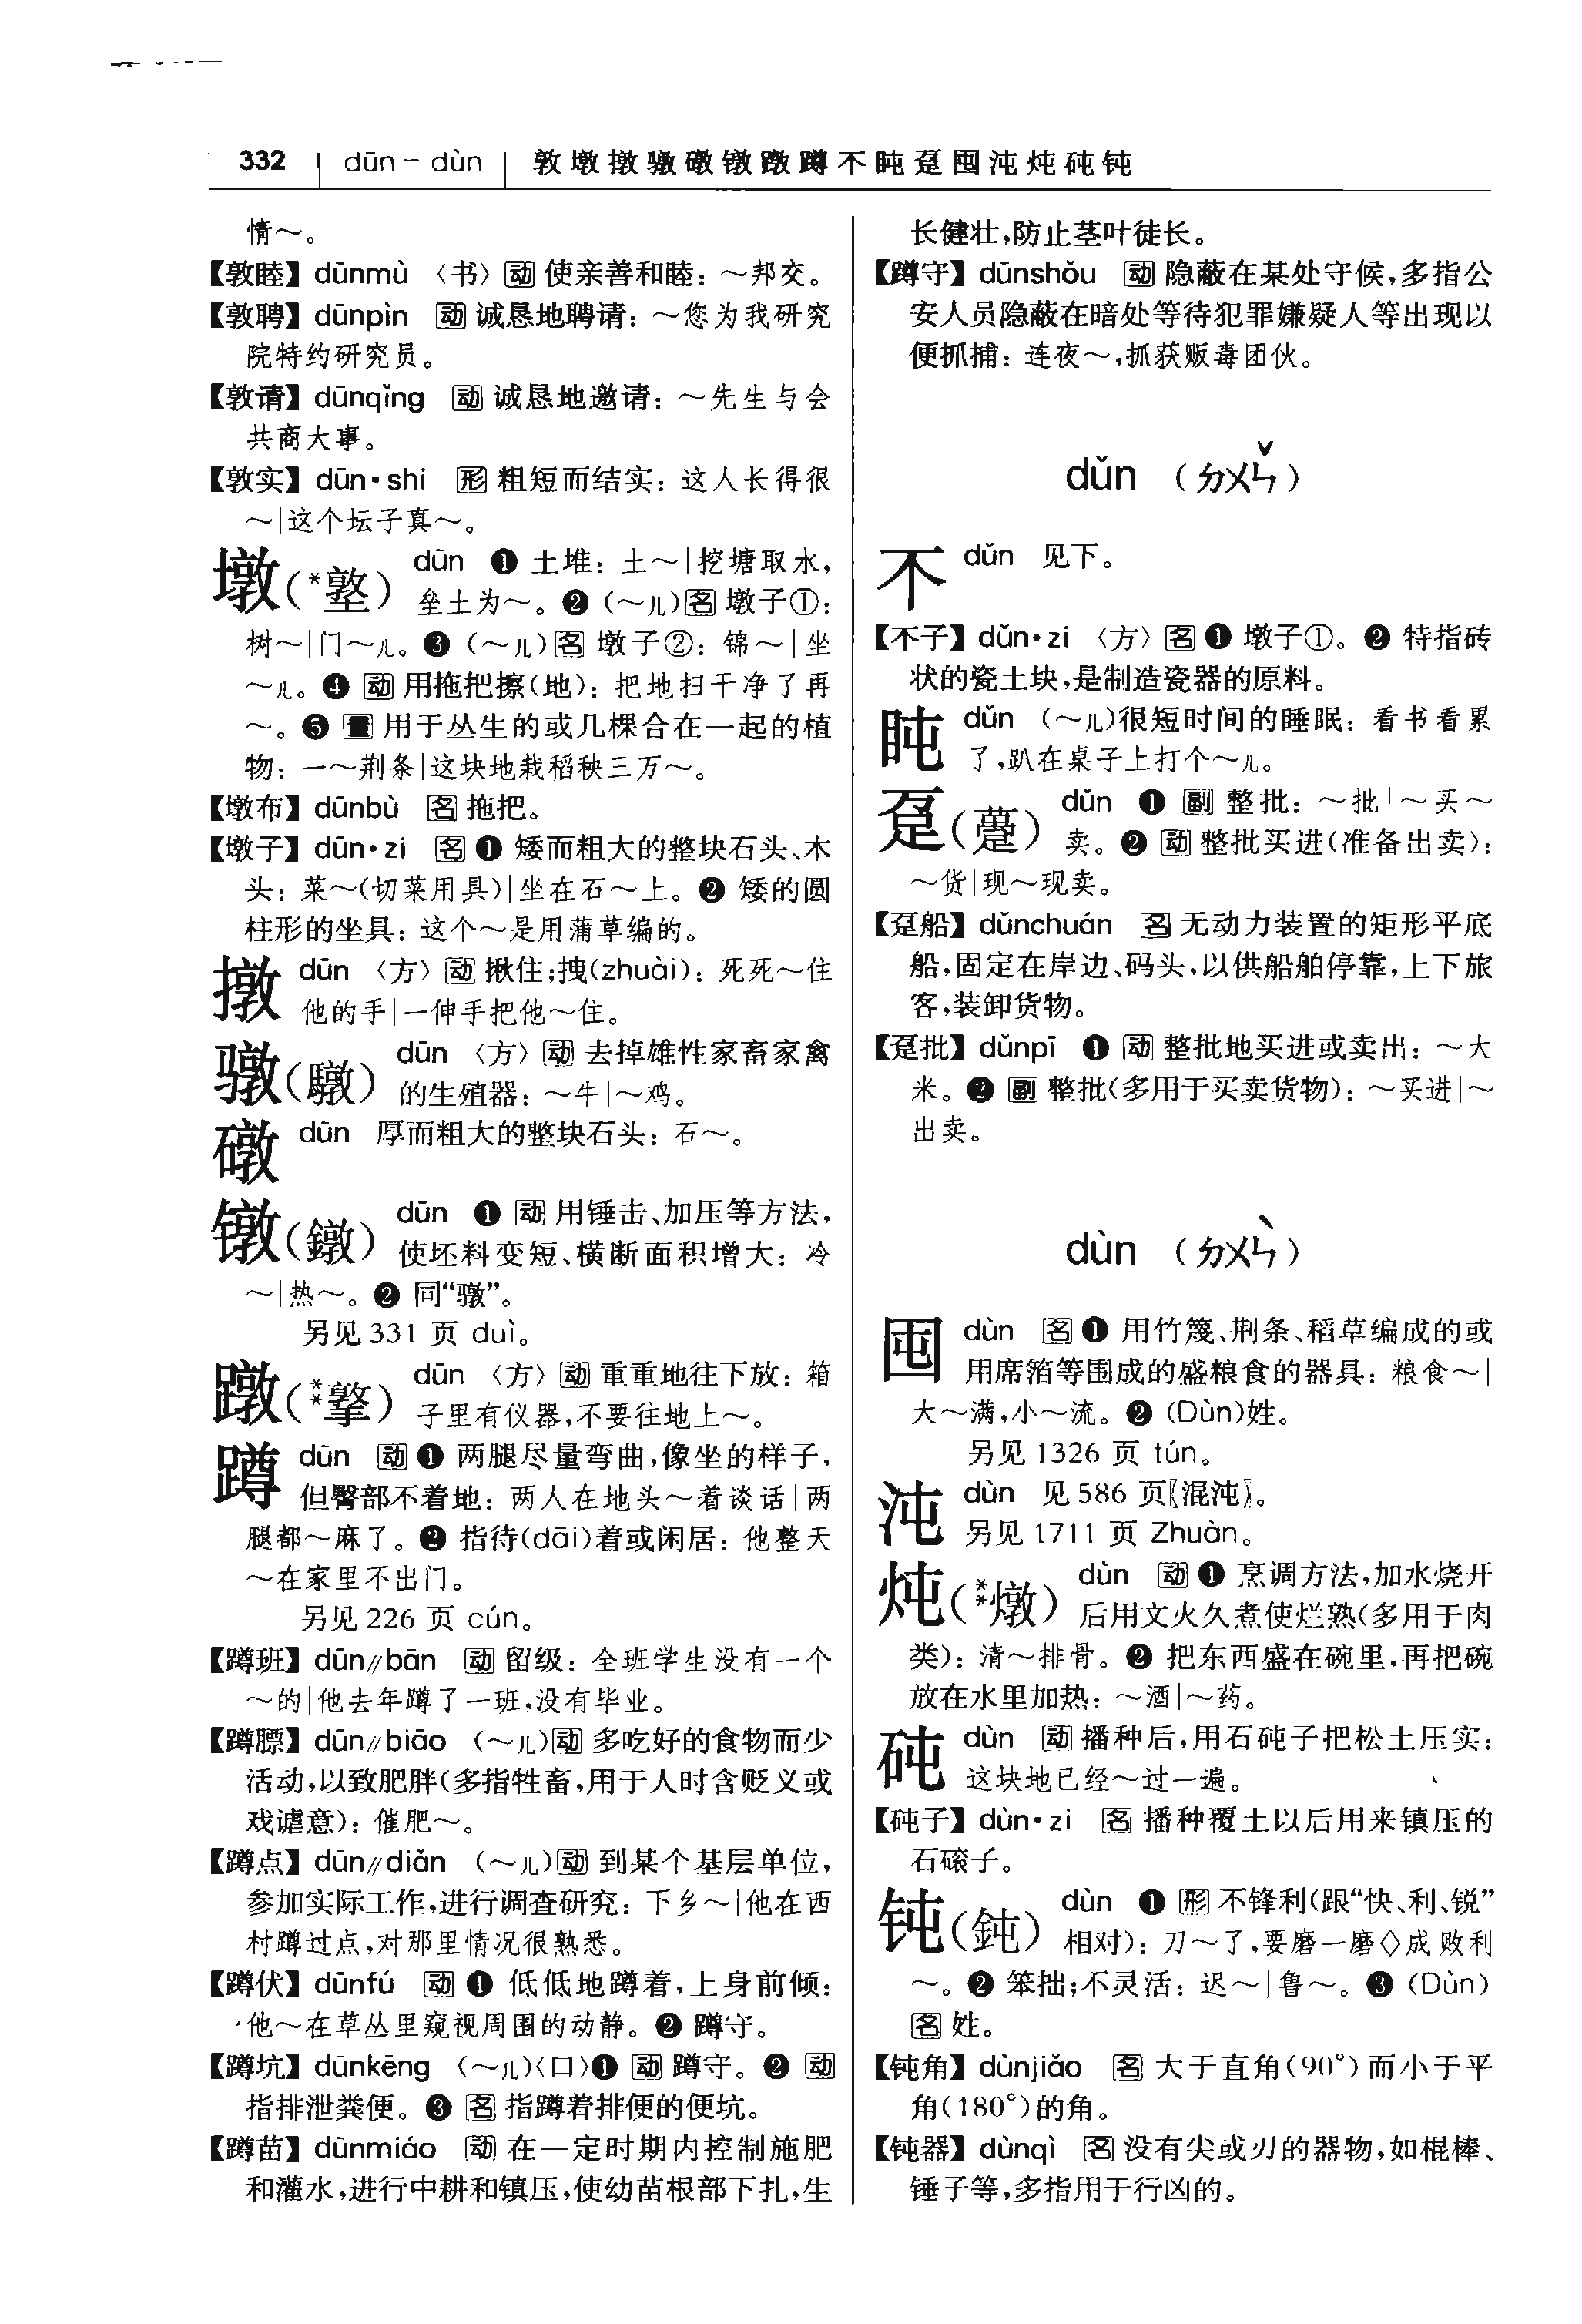 332 dūn－dùn 敦墩撴驐礅镦蹾蹲不盹趸囤沌炖砘钝
情～。
【敦睦】dūnmù 〈书〉动 使亲善和睦：～邦交。
【敦聘】dūnpìn 动 诚恳地聘请：～您为我研究
院特约研究员。
【敦请】dūnqǐng 动 诚恳地邀请：～先生与会
共商大事。
【敦实】dūn·shi 形 粗短而结实：这人长得很
～|这个坛子真～。
墩(*墪) dūn ❶ 土堆：土～|挖塘取水，
垒土为～。❷（～儿）名 墩子①：
树～|门～儿。❸（～儿）名 墩子②：锦～|坐
～儿。❹ 动 用拖把擦（地）：把地扫干净了再
～。❺ 量 用于丛生的或几棵合在一起的植
物：一～荆条|这块地栽稻秧三万～。
【墩布】dūnbù 名 拖把。
【墩子】dūn·zi 名 ❶ 矮而粗大的整块石头、木
头：菜～（切菜用具）|坐在石～上。❷ 矮的圆
柱形的坐具：这个～是用蒲草编的。
撴 dūn 〈方〉动 揪住；拽(zhuài)：死死～住
他的手|一伸手把他～住。
驐(驐) dūn 〈方〉动 去掉雄性家畜家禽
的生殖器：～牛|～鸡。
礅 dūn 厚而粗大的整块石头：石～。
镦(鐓) dūn ❶ 动 用锤击、加压等方法，
使坯料变短、横断面积增大：冷
～|热～。❷ 同“驐”。
另见 331 页 duì。
蹾(**撉) dūn 〈方〉动 重重地往下放：箱
子里有仪器，不要往地上～。
蹲 dūn 动 ❶ 两腿尽量弯曲，像坐的样子，
但臀部不着地：两人在地头～着谈话|两
腿都～麻了。❷ 指待(dāi)着或闲居：他整天
～在家里不出门。
另见 226 页 cún。
【蹲班】dūn//bān 动 留级：全班学生没有一个
～的|他去年蹲了一班，没有毕业。
【蹲膘】dūn//biāo （～儿）动 多吃好的食物而少
活动，以致肥胖（多指牲畜，用于人时含贬义或
戏谑意）：催肥～。
【蹲点】dūn//diǎn （～儿）动 到某个基层单位，
参加实际工作，进行调查研究：下乡～|他在西
村蹲过点，对那里情况很熟悉。
【蹲伏】dūnfú 动 ❶ 低低地蹲着，上身前倾：
他～在草丛里窥视周围的动静。❷ 蹲守。
【蹲坑】dūnkēng （～儿）〈口〉❶ 动 蹲守。❷ 动
指排泄粪便。❸ 名 指蹲着排便的便坑。
【蹲苗】dūnmiáo 动 在一定时期内控制施肥
和灌水，进行中耕和镇压，使幼苗根部下扎，生
长健壮，防止茎叶徒长。
【蹲守】dūnshǒu 动 隐蔽在某处守候，多指公
安人员隐蔽在暗处等待犯罪嫌疑人等出现以
便抓捕：连夜～，抓获贩毒团伙。
dǔn （ㄉㄨㄣˇ）
不 dǔn 见下。
【不子】dǔn·zi 〈方〉名 ❶ 墩子①。❷ 特指砖
状的瓷土块，是制造瓷器的原料。
盹 dǔn （～儿）很短时间的睡眠：看书看累
了，趴在桌子上打个～儿。
趸(躉) dǔn ❶ 副 整批：～批|～买～
卖。❷ 动 整批买进（准备出卖）：
～货|现～现卖。
【趸船】dǔnchuán 名 无动力装置的矩形平底
船，固定在岸边、码头，以供船舶停靠，上下旅
客，装卸货物。
【趸批】dǔnpī ❶ 动 整批地买进或卖出：～大
米。❷ 副 整批（多用于买卖货物）：～买进|～
出卖。
dùn （ㄉㄨㄣˋ）
囤 dùn 名 ❶ 用竹篾、荆条、稻草编成的或
用席箔等围成的盛粮食的器具：粮食～|
大～满，小～流。❷ (Dùn)姓。
另见 1326 页 tún。
沌 dùn 见 586 页〖混沌〗。
另见 1711 页 Zhuàn。
炖(**燉) dùn 动 ❶ 烹调方法，加水烧开
后用文火久煮使烂熟（多用于肉
类）：清～排骨。❷ 把东西盛在碗里，再把碗
放在水里加热：～酒|～药。
砘 dùn 动 播种后，用石砘子把松土压实：
这块地已经～过一遍。
【砘子】dùn·zi 名 播种覆土以后用来镇压的
石磙子。
钝(鈍) dùn ❶ 形 不锋利（跟“快、利、锐”
相对）：刀～了，要磨一磨◇成败利
～。❷ 笨拙；不灵活：迟～|鲁～。❸ (Dùn)
名 姓。
【钝角】dùnjiǎo 名 大于直角(90°)而小于平
角(180°)的角。
【钝器】dùnqì 名 没有尖或刃的器物，如棍棒、
锤子等，多指用于行凶的。